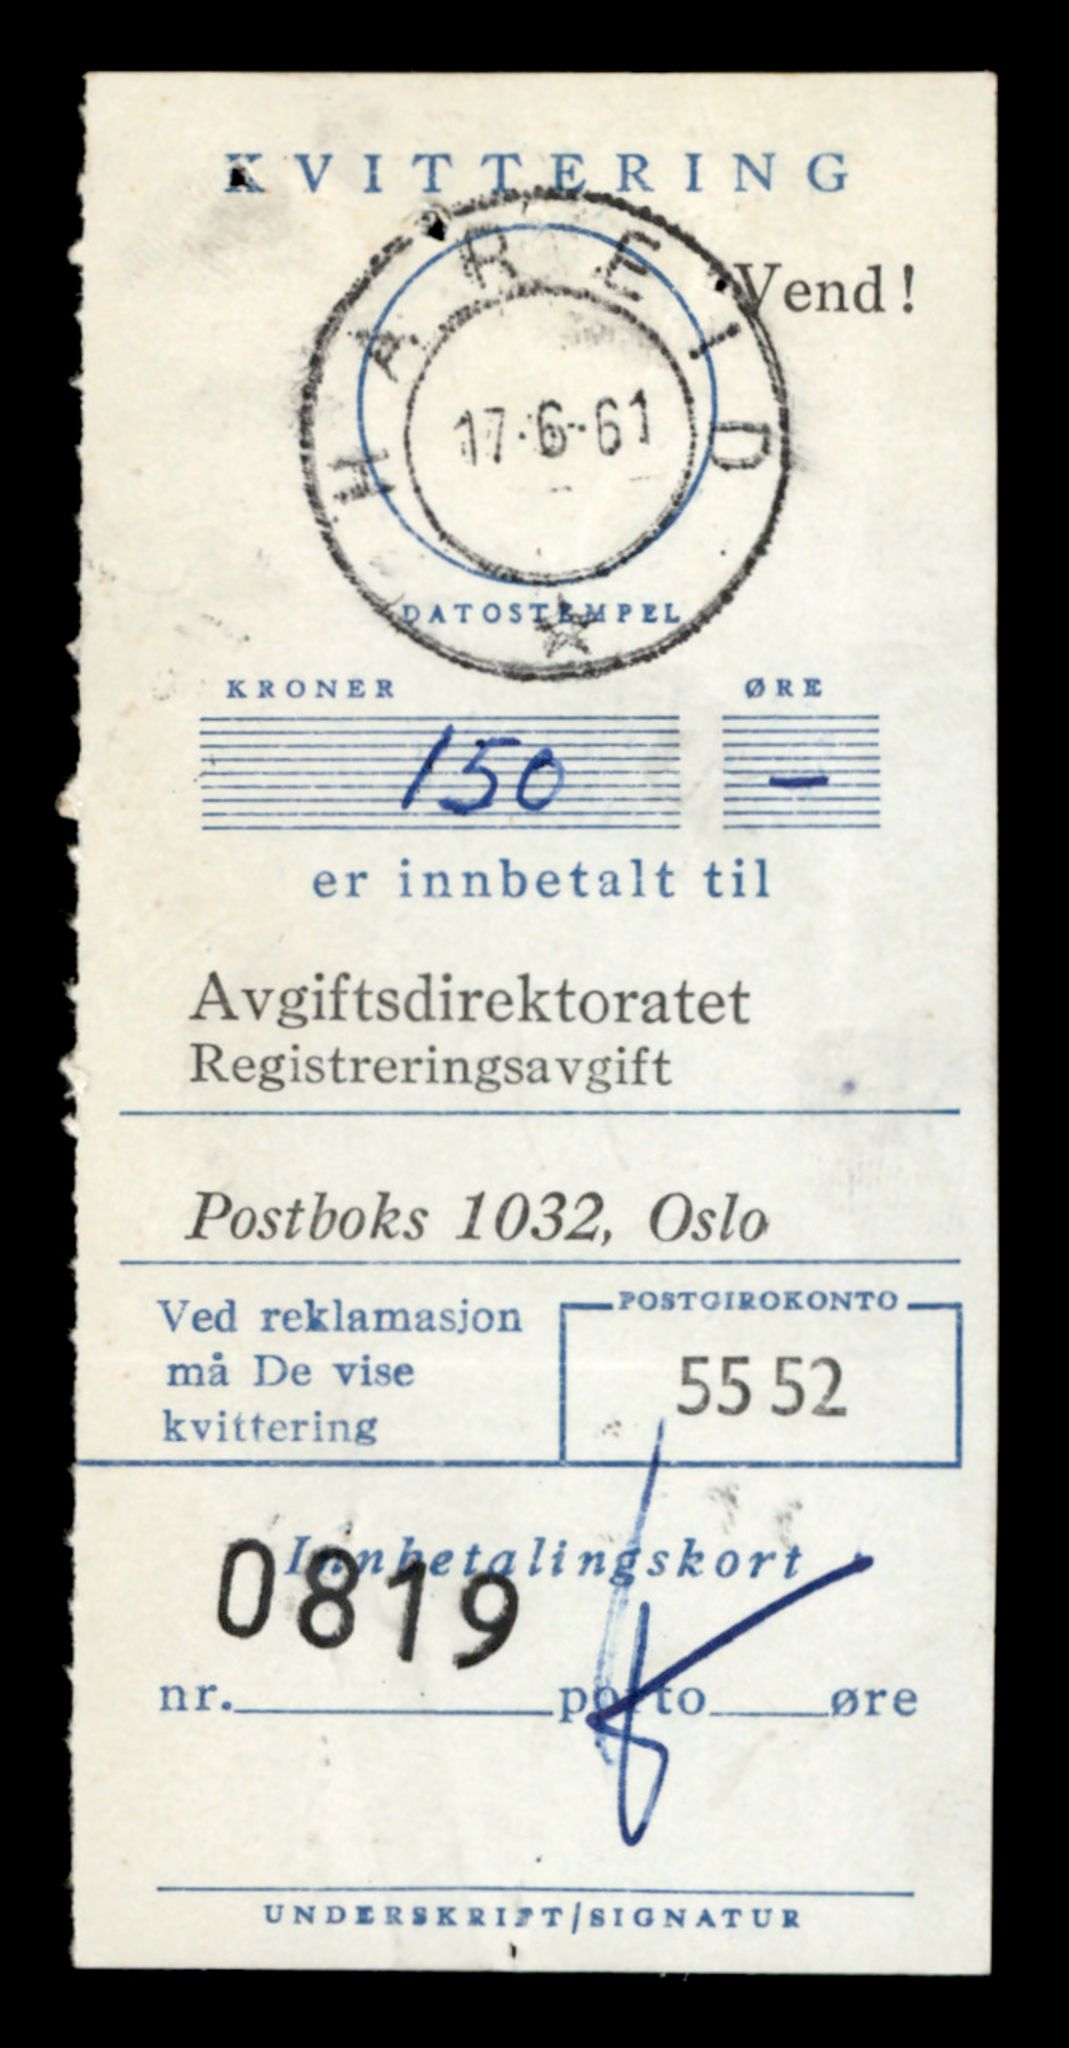 KVITTERING
Vend!
HAREID
17.6.-61
DATOSTEMPEL
KRONER ØRE
150 —
er innbetalt til
Avgiftsdirektoratet
Registreringsavgift
Postboks 1032, Oslo
Ved reklamasjon
må De vise
kvittering
POSTGIROKONTO
55 52
Innbetalingskort
0819
nr. porto øre
UNDERSKRIFT/SIGNATUR